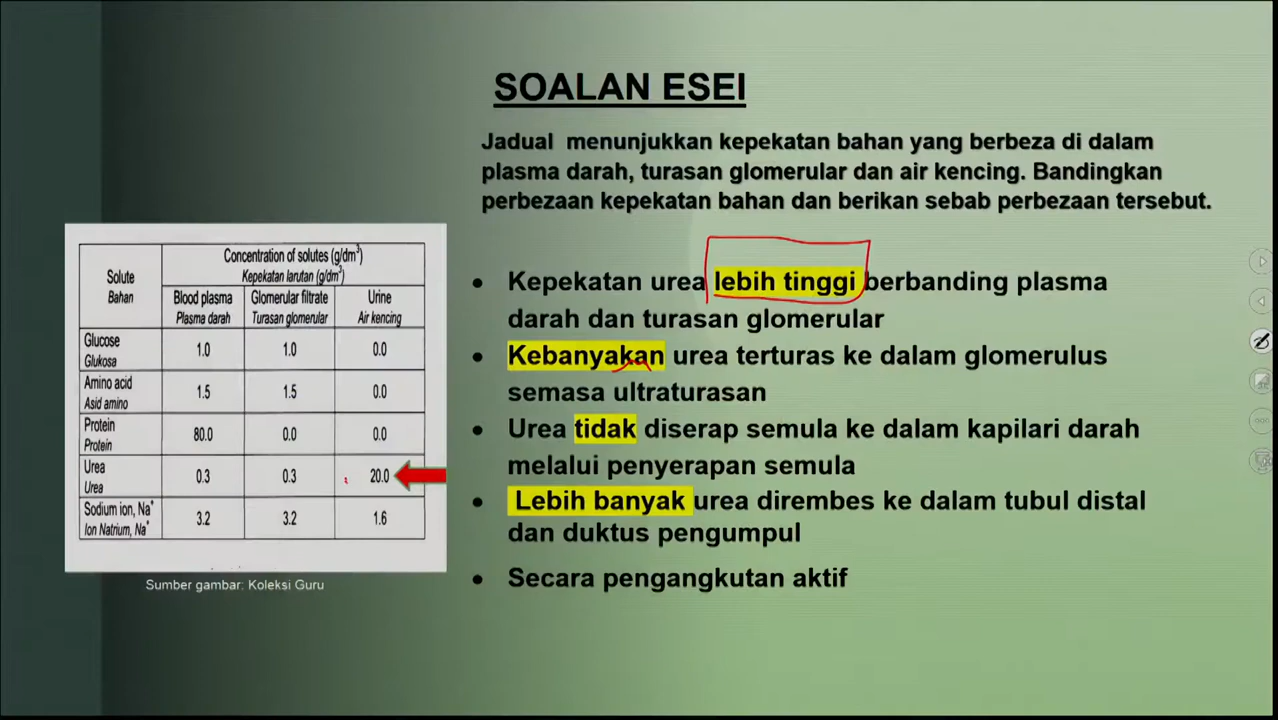 SOALAN ESEI
Jadual menunjukkan kepekatan bahan yang berbeza di dalam
plasma darah, turasan glomerular dan air kencing. Bandingkan
perbezaan kepekatan bahan dan berikan sebab perbezaan tersebut.
Solute
Bahan
Concentration of solutes (g/dm³)
Kepekatan larutan (g/dm³)
Blood plasma
Plasma darah
Glomerular filtrate
Turasan glomerular
Urine
Air kencing
Glucose
Glukosa
1.0 1.0 0.0
Amino acid
Asid amino
1.5 1.5 0.0
Protein
Protein
80.0 0.0 0.0
Urea
Urea
0.3 0.3 20.0
Sodium ion, Na⁺
Ion Natrium, Na⁺
3.2 3.2 1.6
Sumber gambar: Koleksi Guru
• Kepekatan urea lebih tinggi berbanding plasma
darah dan turasan glomerular
• Kebanyakan urea terturas ke dalam glomerulus
semasa ultraturasan
• Urea tidak diserap semula ke dalam kapilari darah
melalui penyerapan semula
• Lebih banyak urea dirembes ke dalam tubul distal
dan duktus pengumpul
• Secara pengangkutan aktif